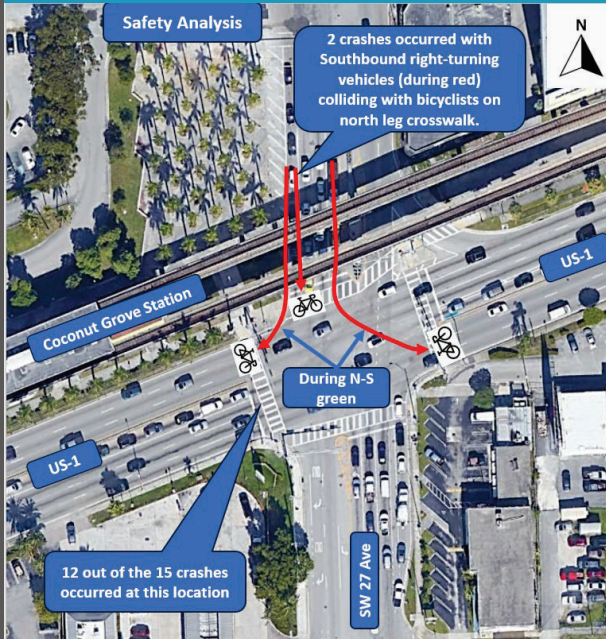 Safety Analysis
N
2 crashes occurred with
Southbound right-turning
vehicles (during red)
colliding with bicyclists on
north leg crosswalk.
US-1
Coconut Grove Station
During N-S
green
US-1
12 out of the 15 crashes
occurred at this location
SW 27 Ave